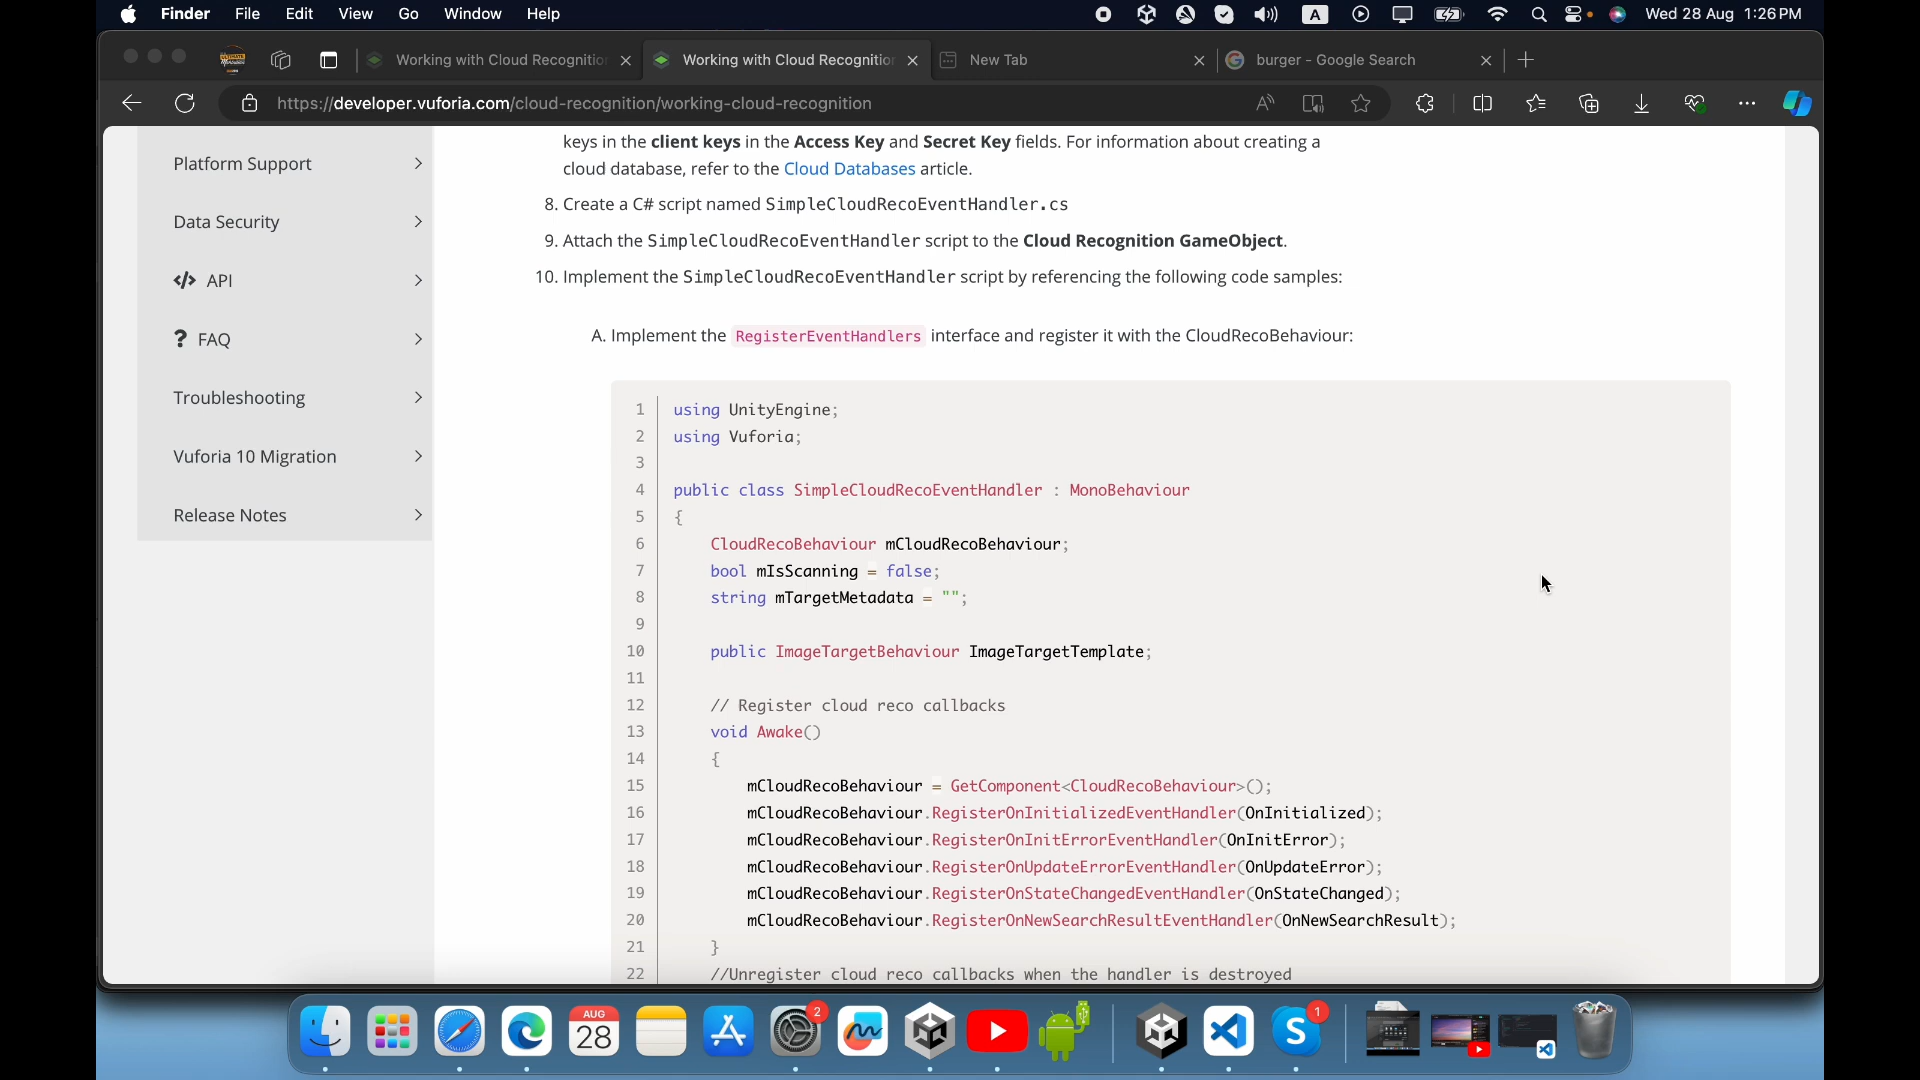 Finder File Edit View Go Window Help A Wed 28 Aug 1:26 PM
Working with Cloud Recognition Working with Cloud Recognition New Tab burger - Google Search
https://developer.vuforia.com/cloud-recognition/working-cloud-recognition
keys in the client keys in the Access Key and Secret Key fields. For information about creating a
cloud database, refer to the Cloud Databases article.
8. Create a C# script named SimpleCloudRecoEventHandler.cs
9. Attach the SimpleCloudRecoEventHandler script to the Cloud Recognition GameObject.
10. Implement the SimpleCloudRecoEventHandler script by referencing the following code samples:
A. Implement the RegisterEventHandlers interface and register it with the CloudRecoBehaviour:
Platform Support
Data Security
</> API
? FAQ
Troubleshooting
Vuforia 10 Migration
Release Notes
1 using UnityEngine;
2 using Vuforia;
3
4 public class SimpleCloudRecoEventHandler : MonoBehaviour
5 {
6 CloudRecoBehaviour mCloudRecoBehaviour;
7 bool mIsScanning = false;
8 string mTargetMetadata = "";
9
10 public ImageTargetBehaviour ImageTargetTemplate;
11
12 // Register cloud reco callbacks
13 void Awake()
14 {
15 mCloudRecoBehaviour = GetComponent<CloudRecoBehaviour>();
16 mCloudRecoBehaviour.RegisterOnInitializedEventHandler(OnInitialized);
17 mCloudRecoBehaviour.RegisterOnInitErrorEventHandler(OnInitError);
18 mCloudRecoBehaviour.RegisterOnUpdateErrorEventHandler(OnUpdateError);
19 mCloudRecoBehaviour.RegisterOnStateChangedEventHandler(OnStateChanged);
20 mCloudRecoBehaviour.RegisterOnNewSearchResultEventHandler(OnNewSearchResult);
21 }
22 //Unregister cloud reco callbacks when the handler is destroyed
AUG
28
2
S
1